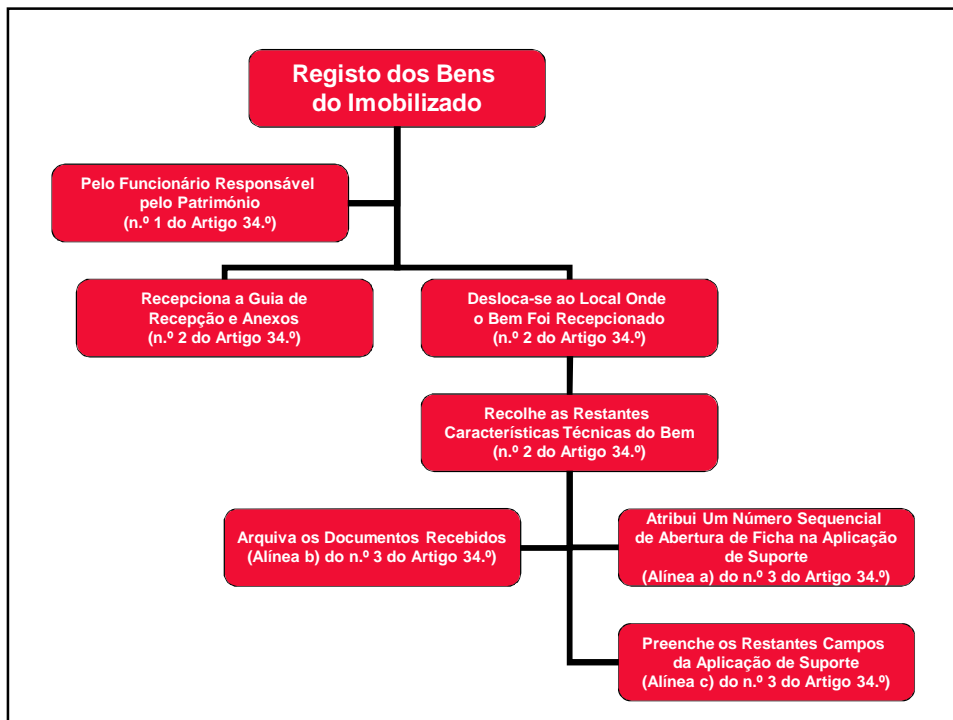 Registo dos Bens
do Imobilizado
Pelo Funcionário Responsável
pelo Património
(n.º 1 do Artigo 34.º)
Recepciona a Guia de
Recepção e Anexos
(n.º 2 do Artigo 34.º)
Desloca-se ao Local Onde
o Bem Foi Recepcionado
(n.º 2 do Artigo 34.º)
Recolhe as Restantes
Características Técnicas do Bem
(n.º 2 do Artigo 34.º)
Arquiva os Documentos Recebidos
(Alínea b) do n.º 3 do Artigo 34.º)
Atribui Um Número Sequencial
de Abertura de Ficha na Aplicação
de Suporte
(Alínea a) do n.º 3 do Artigo 34.º)
Preenche os Restantes Campos
da Aplicação de Suporte
(Alínea c) do n.º 3 do Artigo 34.º)